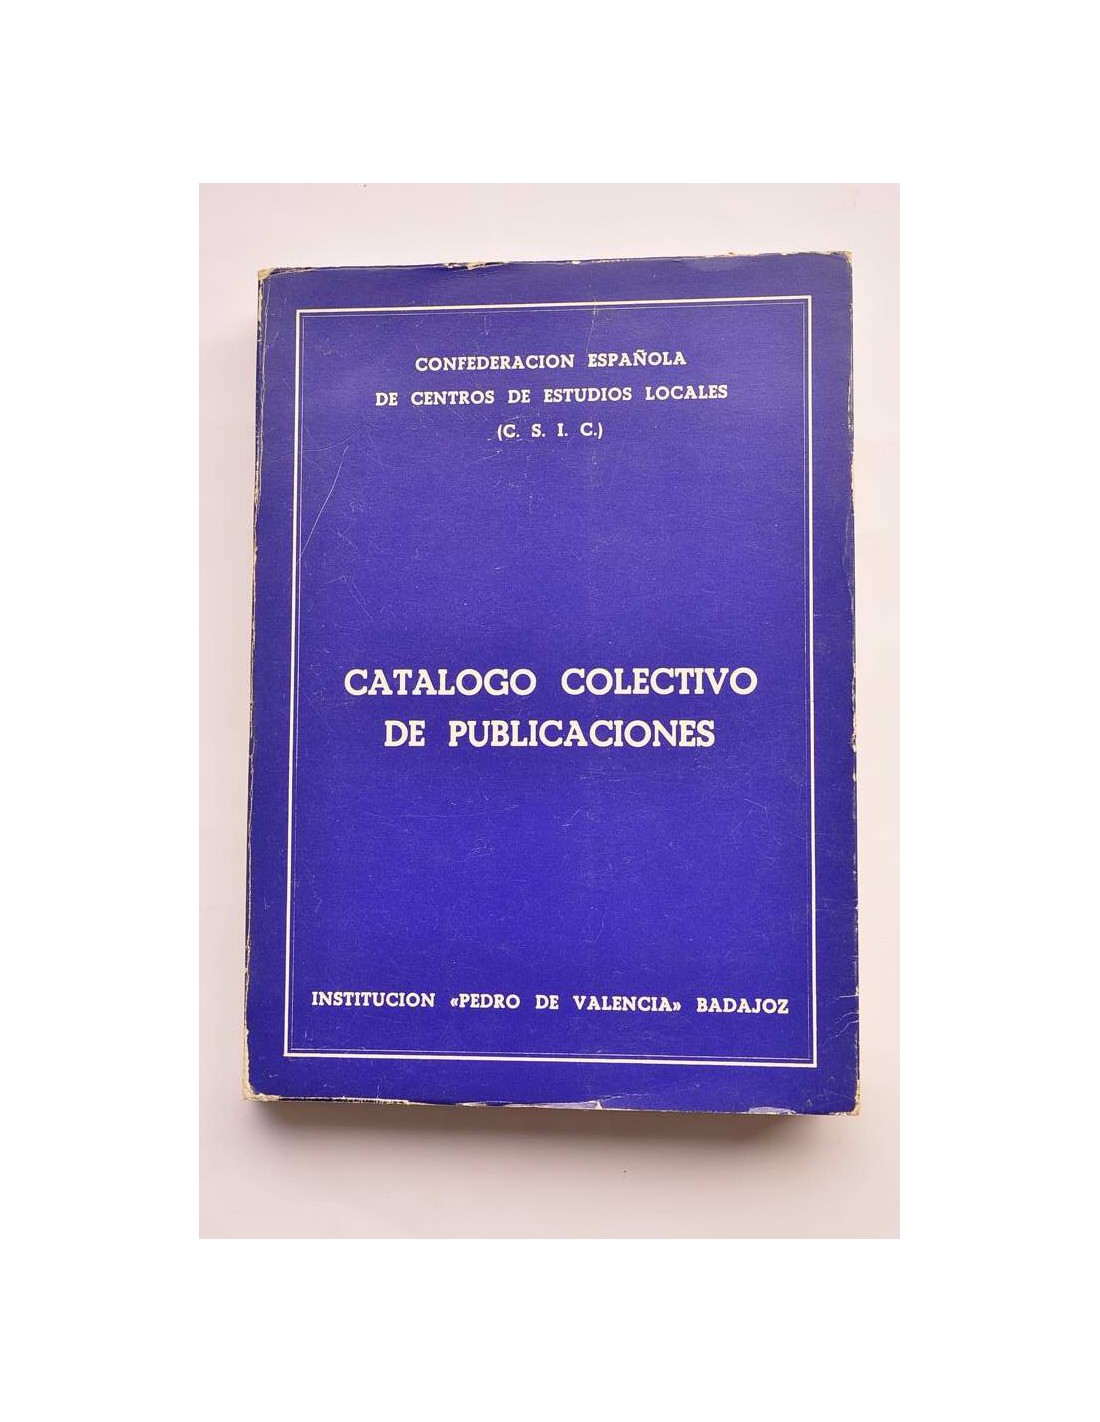 CONFEDERACION ESPAÑOLA
DE CENTROS DE ESTUDIOS LOCALES
(C. S. I. C.)
CATALOGO COLECTIVO
DE PUBLICACIONES
INSTITUCION «PEDRO DE VALENCIA» BADAJOZ